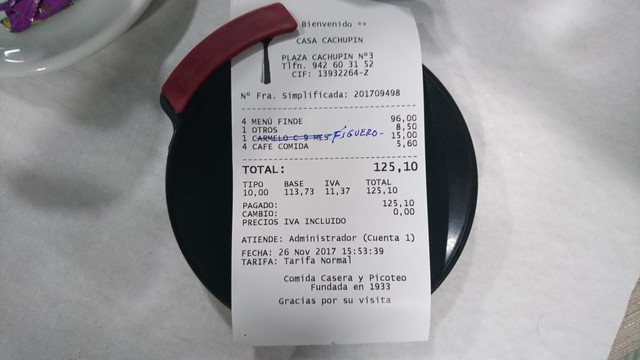 Bienvenido **
CASA CACHUPIN
PLAZA CACHUPIN Nº3
Tlfn. 942 60 31 52
CIF: 13932264-Z
Nº Fra. Simplificada: 201709498
4 MENÚ FINDE 96,00
1 OTROS 8,50
1 CARMELO C 9 MES FÍGUERO- 15,00
4 CAFE COMIDA 5,60
TOTAL: 125,10
TIPO BASE IVA TOTAL
10,00 113,73 11,37 125,10
PAGADO: 125,10
CAMBIO: 0,00
PRECIOS IVA INCLUIDO
ATIENDE: Administrador (Cuenta 1)
FECHA: 26 Nov 2017 15:53:39
TARIFA: Tarifa Normal
Comida Casera y Picoteo
Fundada en 1933
Gracias por su visita